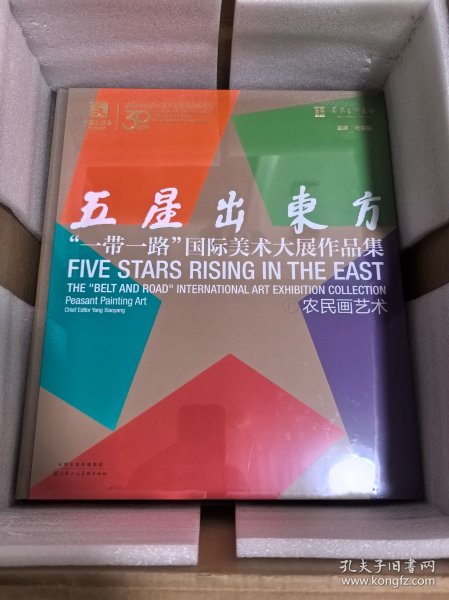 30
五星出東方
“一带一路”国际美术大展作品集
FIVE STARS RISING IN THE EAST
THE "BELT AND ROAD" INTERNATIONAL ART EXHIBITION COLLECTION
Peasant Painting Art
Chief Editor Yang Xiaoyang
农民画艺术
孔夫子旧书网
www.kongfz.com